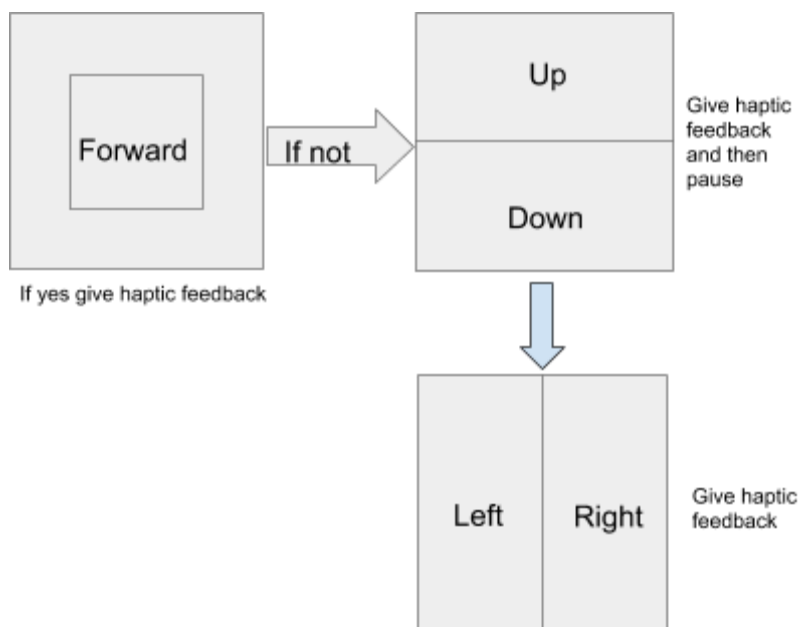 Forward
If yes give haptic feedback
If not
Up
Down
Give haptic
feedback
and then
pause
Left
Right
Give haptic
feedback